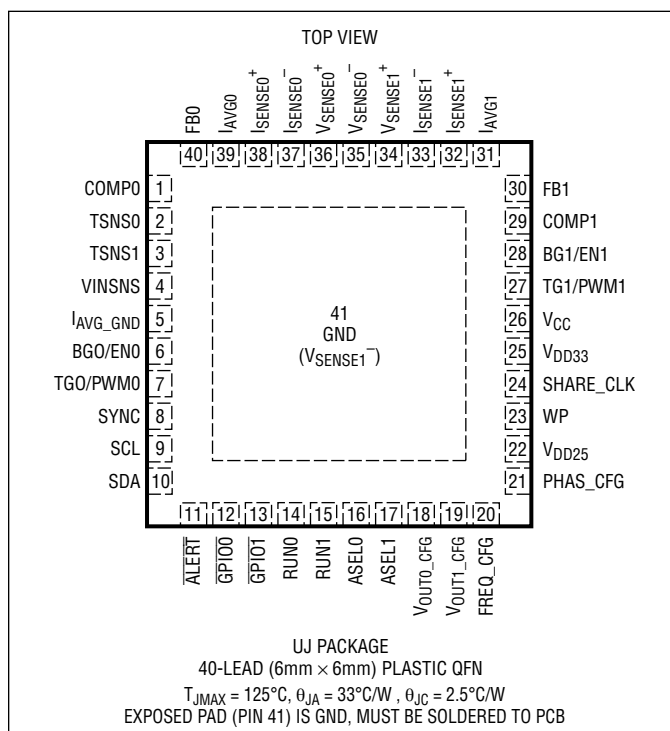 TOP VIEW
FB0
IAVG0
ISENSE0+
ISENSE0–
VSENSE0+
VSENSE0–
VSENSE1+
ISENSE1–
ISENSE1+
IAVG1
40 39 38 37 36 35 34 33 32 31
COMP0 1
TSNS0 2
TSNS1 3
VINSNS 4
IAVG_GND 5
BG0/EN0 6
TG0/PWM0 7
SYNC 8
SCL 9
SDA 10
41
GND
(VSENSE1–)
30 FB1
29 COMP1
28 BG1/EN1
27 TG1/PWM1
26 VCC
25 VDD33
24 SHARE_CLK
23 WP
22 VDD25
21 PHAS_CFG
11 12 13 14 15 16 17 18 19 20
ALERT
GPIO0
GPIO1
RUN0
RUN1
ASEL0
ASEL1
VOUT0_CFG
VOUT1_CFG
FREQ_CFG
UJ PACKAGE
40-LEAD (6mm × 6mm) PLASTIC QFN
TJMAX = 125°C, θJA = 33°C/W , θJC = 2.5°C/W
EXPOSED PAD (PIN 41) IS GND, MUST BE SOLDERED TO PCB